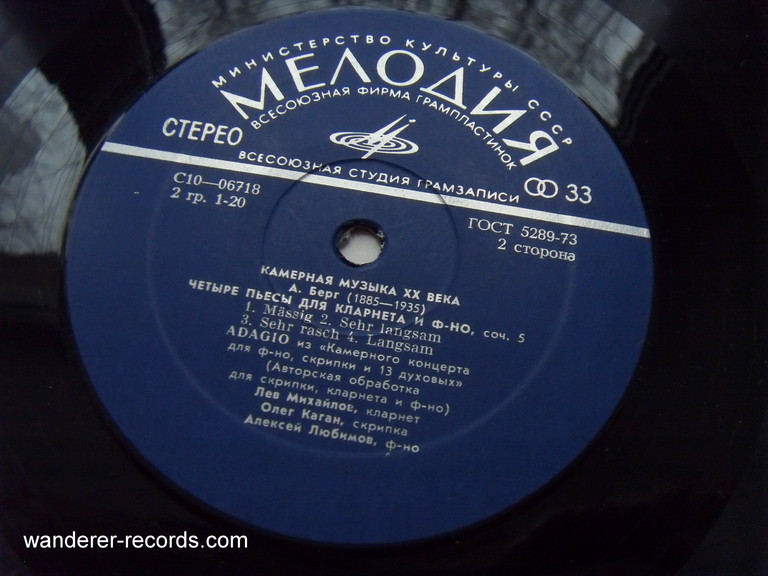 МИНИСТЕРСТВО КУЛЬТУРЫ СССР
МЕЛОДИЯ
ВСЕСОЮЗНАЯ ФИРМА ГРАМПЛАСТИНОК
СТЕРЕО
ВСЕСОЮЗНАЯ СТУДИЯ ГРАМЗАПИСИ
33
С10—06718
2 гр. 1-20
ГОСТ 5289-73
2 сторона
КАМЕРНАЯ МУЗЫКА XX ВЕКА
А. Берг (1885—1935)
ЧЕТЫРЕ ПЬЕСЫ ДЛЯ КЛАРНЕТА И Ф-НО, соч. 5
1. Mässig 2. Sehr langsam
3. Sehr rasch 4. Langsam
ADAGIO из «Камерного концерта
для ф-но, скрипки и 13 духовых»
(Авторская обработка
для скрипки, кларнета и ф-но)
Лев Михайлов, кларнет
Олег Каган, скрипка
Алексей Любимов, ф-но
wanderer-records.com